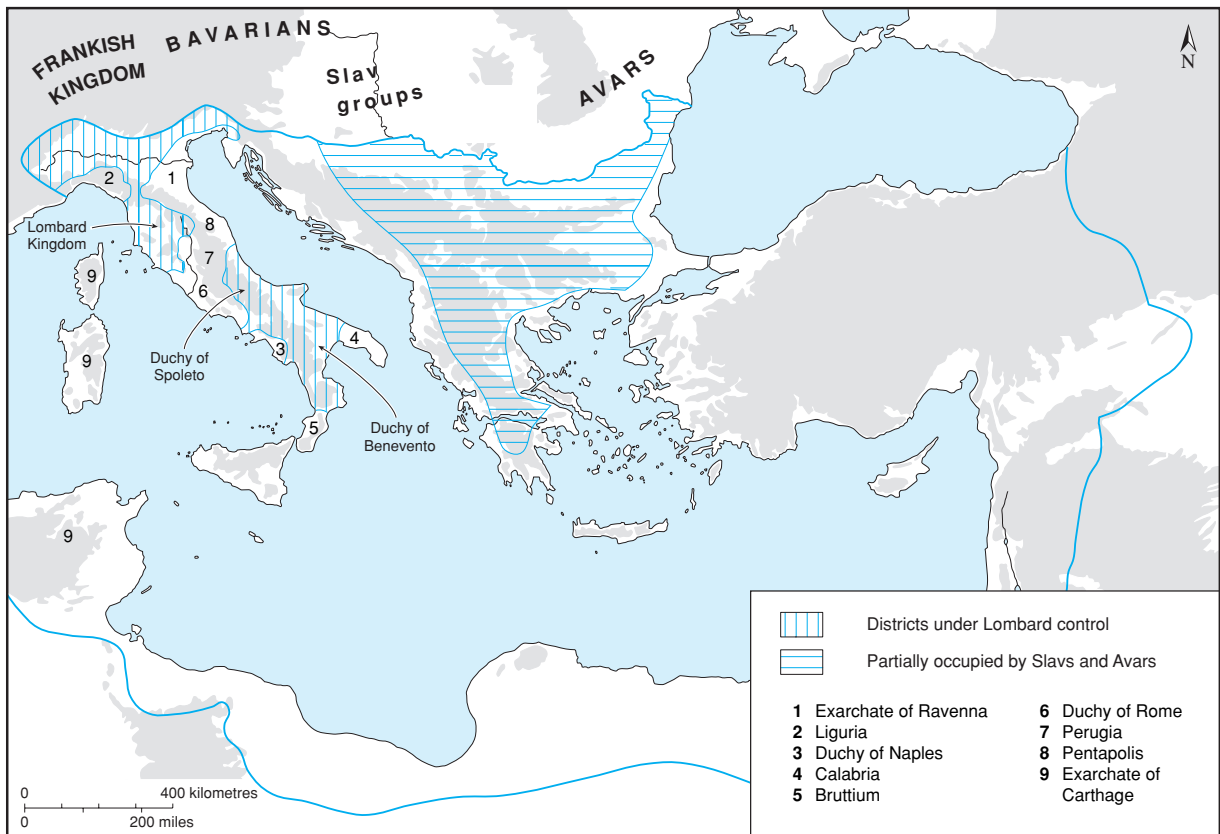 FRANKISH
KINGDOM
BAVARIANS
Slav
groups
AVARS
N
2
1
Lombard
Kingdom
8
7
9
6
9
Duchy of
Spoleto
3
4
5
Duchy of
Benevento
9
Districts under Lombard control
Partially occupied by Slavs and Avars
1 Exarchate of Ravenna
2 Liguria
3 Duchy of Naples
4 Calabria
5 Bruttium
6 Duchy of Rome
7 Perugia
8 Pentapolis
9 Exarchate of
Carthage
0 400 kilometres
0 200 miles